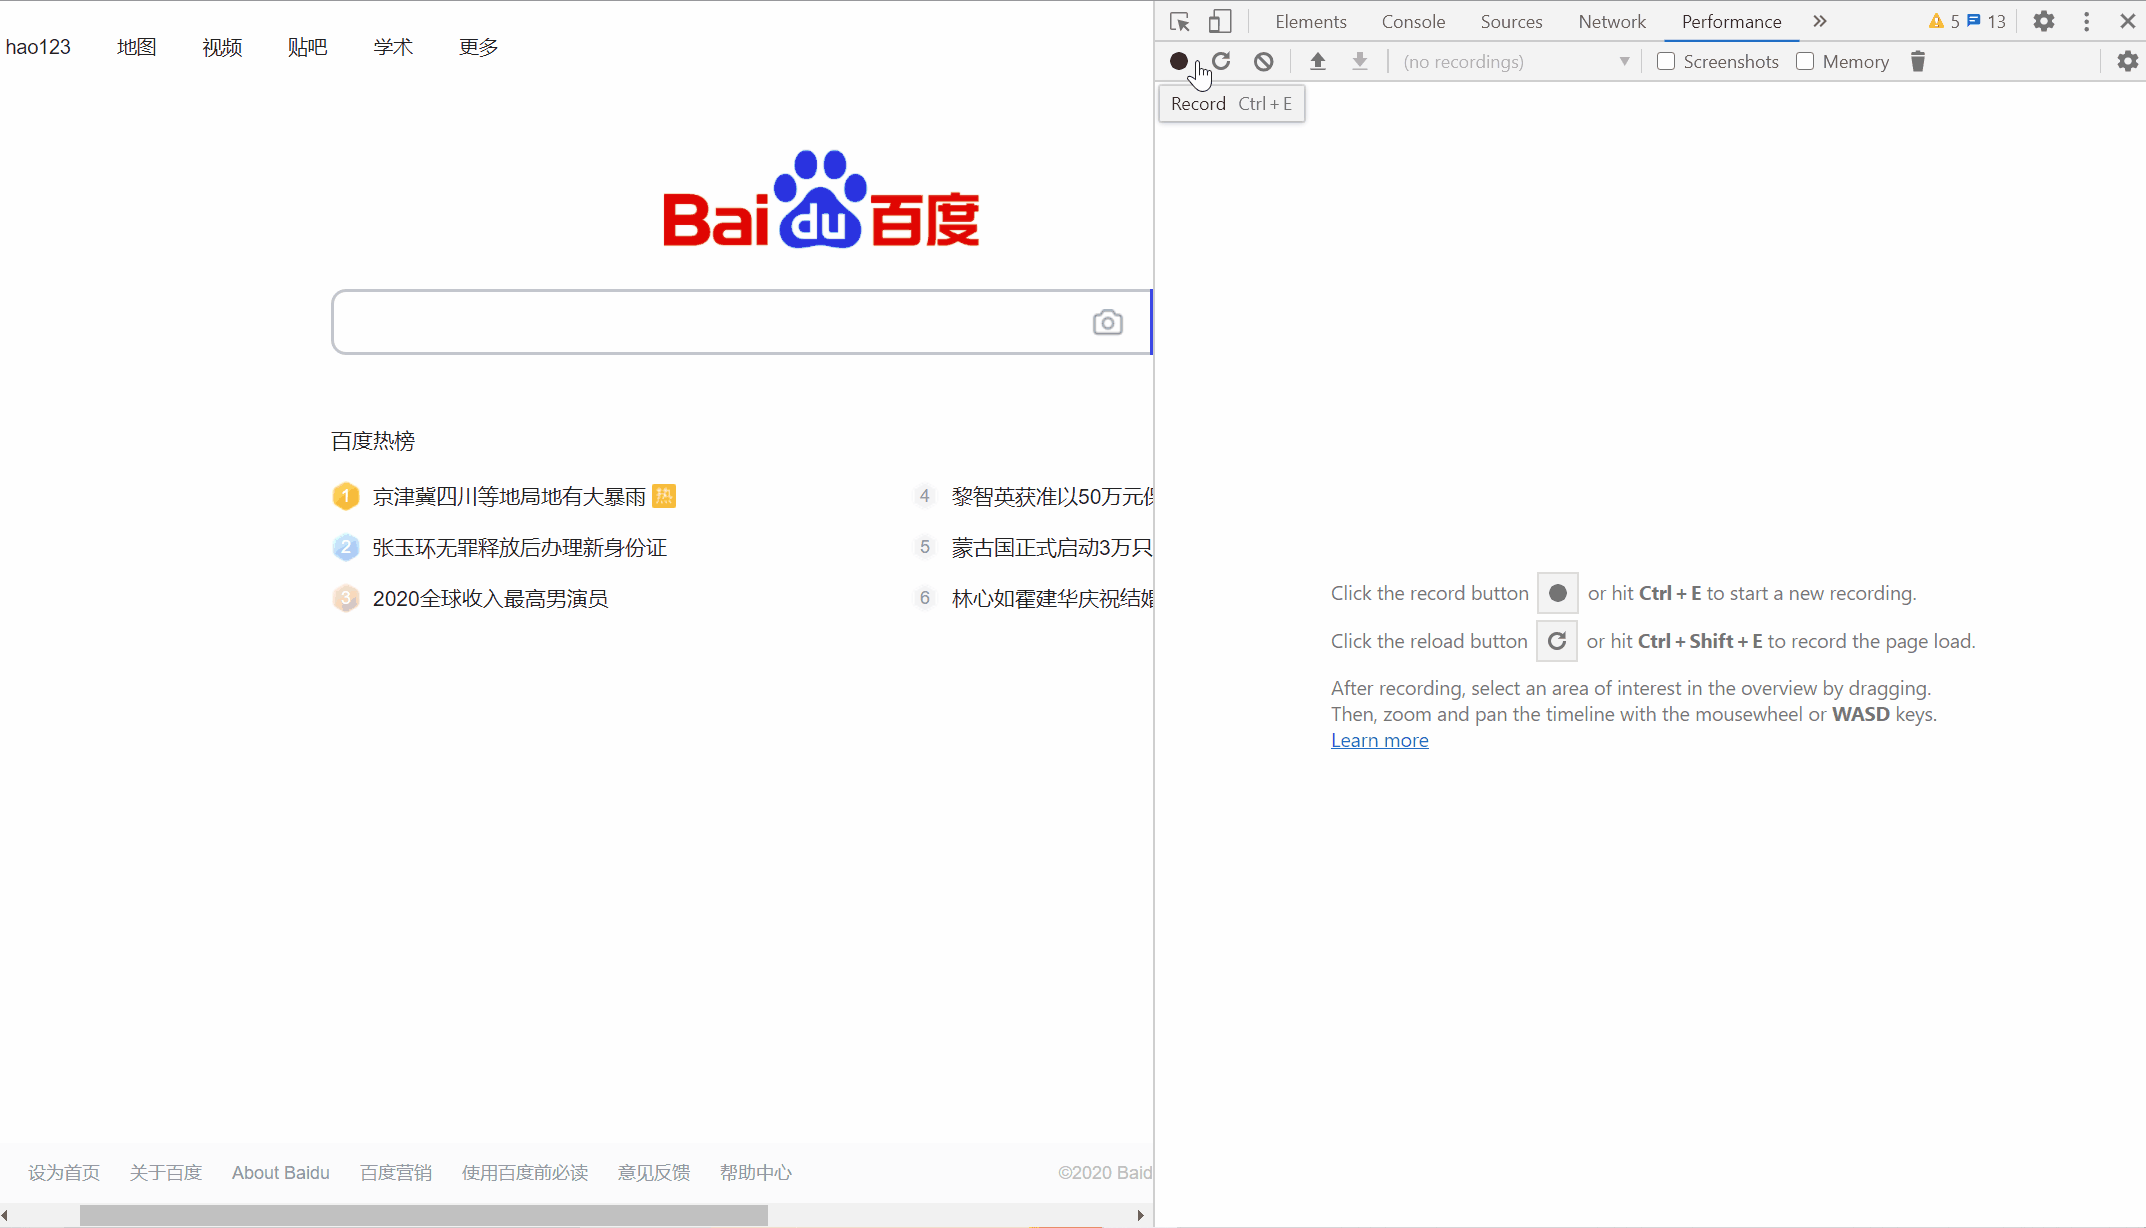 hao123 地图 视频 贴吧 学术 更多
Bai du 百度
百度热榜
1 京津冀四川等地局地有大暴雨 热
2 张玉环无罪释放后办理新身份证
3 2020全球收入最高男演员
4 黎智英获准以50万元保
5 蒙古国正式启动3万只
6 林心如霍建华庆祝结婚
设为首页 关于百度 About Baidu 百度营销 使用百度前必读 意见反馈 帮助中心 ©2020 Baid
Elements Console Sources Network Performance » 5 13
(no recordings) Screenshots Memory
Record Ctrl + E
Click the record button or hit Ctrl + E to start a new recording.
Click the reload button or hit Ctrl + Shift + E to record the page load.
After recording, select an area of interest in the overview by dragging.
Then, zoom and pan the timeline with the mousewheel or WASD keys.
Learn more